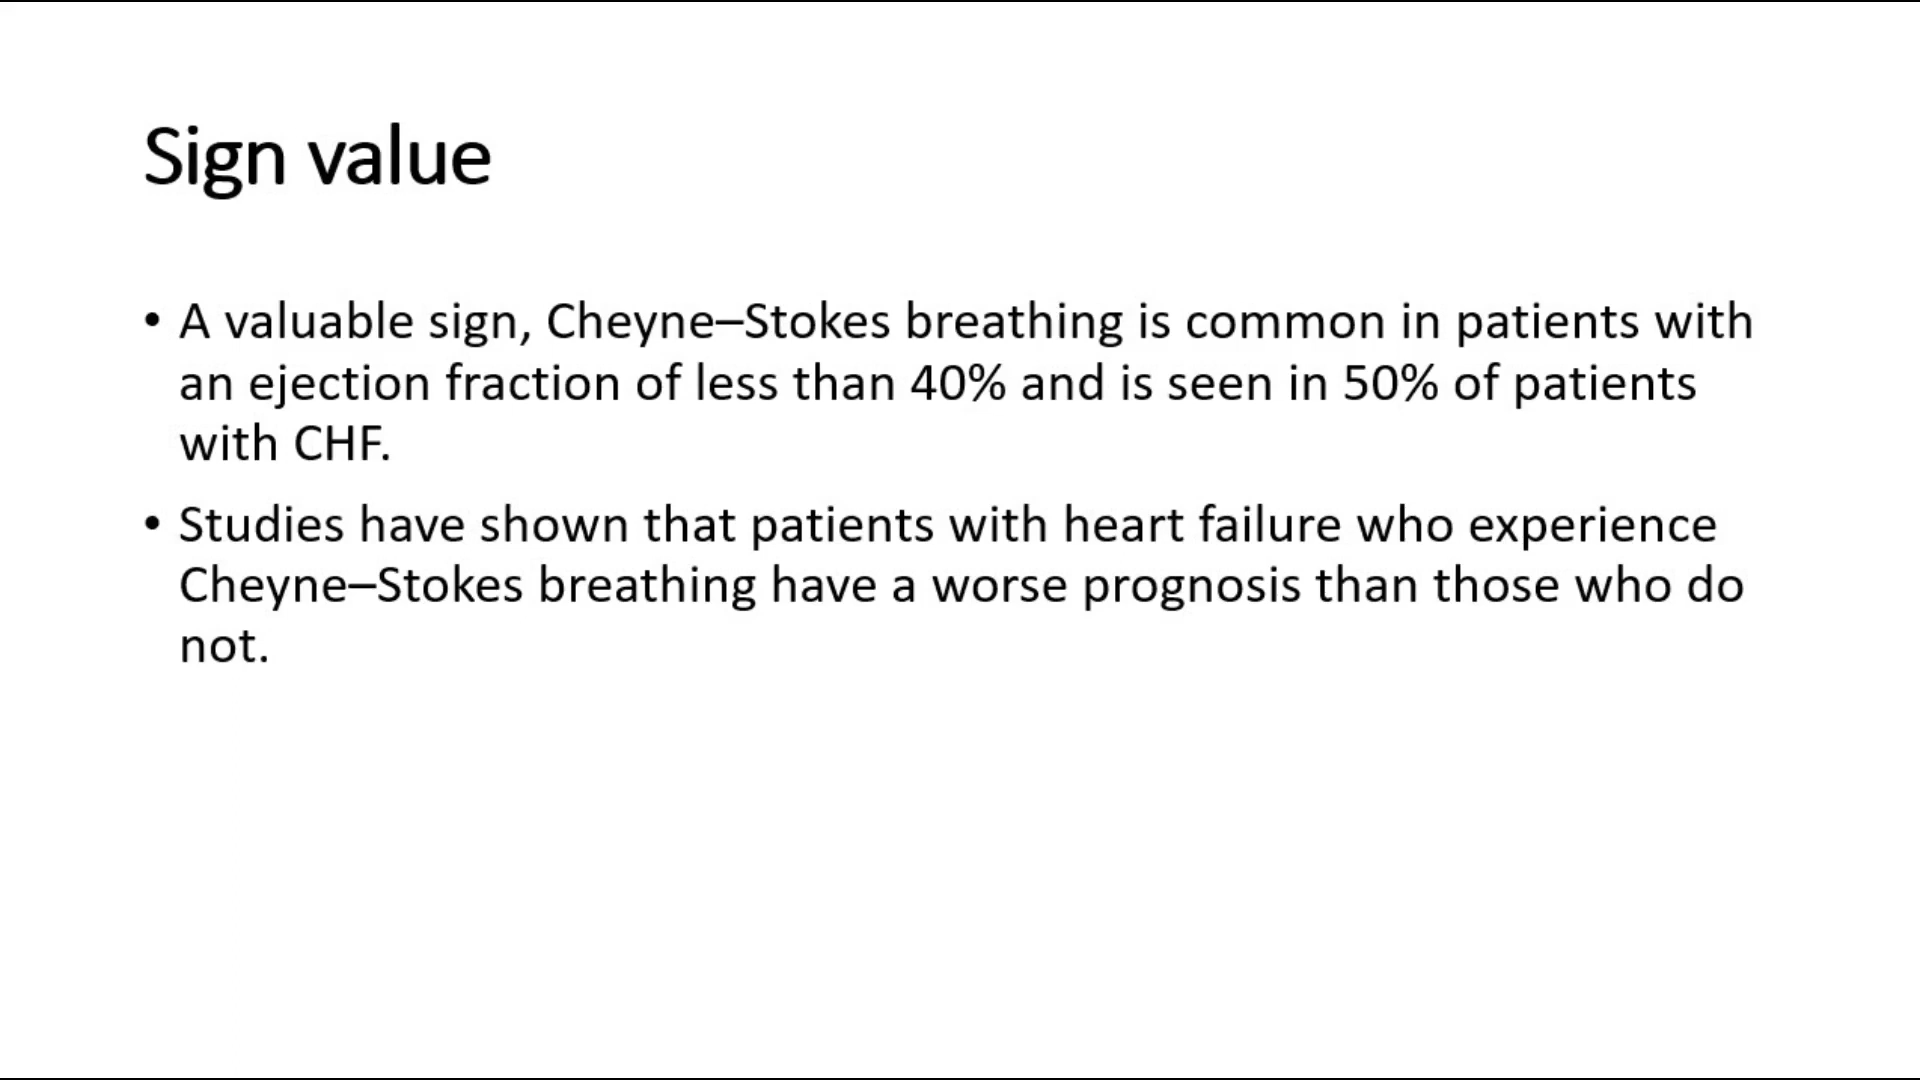 Sign value
• A valuable sign, Cheyne–Stokes breathing is common in patients with
an ejection fraction of less than 40% and is seen in 50% of patients
with CHF.
• Studies have shown that patients with heart failure who experience
Cheyne–Stokes breathing have a worse prognosis than those who do
not.